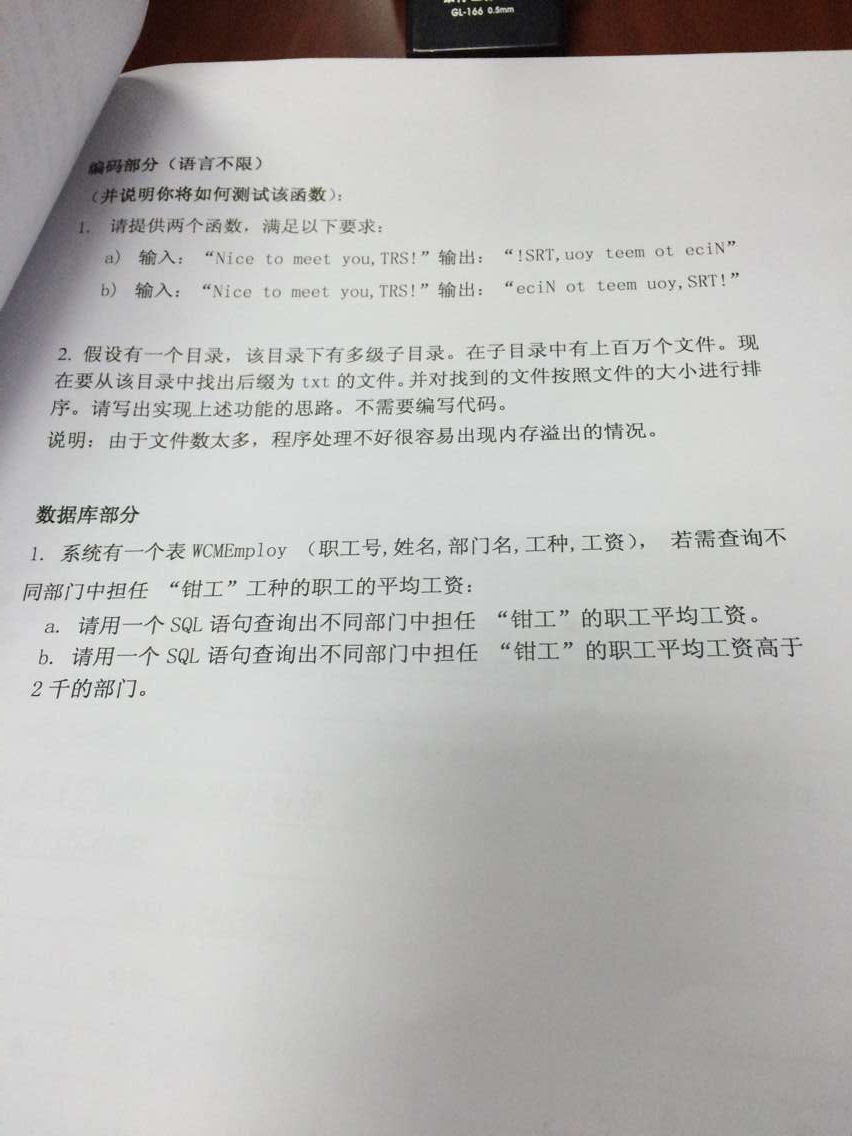 GL-166 0.5mm
编码部分（语言不限）
（并说明你将如何测试该函数）：
1. 请提供两个函数，满足以下要求：
a) 输入：“Nice to meet you,TRS!”输出：“!SRT,uoy teem ot eciN”
b) 输入：“Nice to meet you,TRS!”输出：“eciN ot teem uoy,SRT!”
2. 假设有一个目录，该目录下有多级子目录。在子目录中有上百万个文件。现
在要从该目录中找出后缀为 txt 的文件。并对找到的文件按照文件的大小进行排
序。请写出实现上述功能的思路。不需要编写代码。
说明：由于文件数太多，程序处理不好很容易出现内存溢出的情况。
数据库部分
1. 系统有一个表 WCMEmploy （职工号,姓名,部门名,工种,工资）， 若需查询不
同部门中担任 “钳工”工种的职工的平均工资：
a. 请用一个 SQL 语句查询出不同部门中担任 “钳工”的职工平均工资。
b. 请用一个 SQL 语句查询出不同部门中担任 “钳工”的职工平均工资高于
2 千的部门。